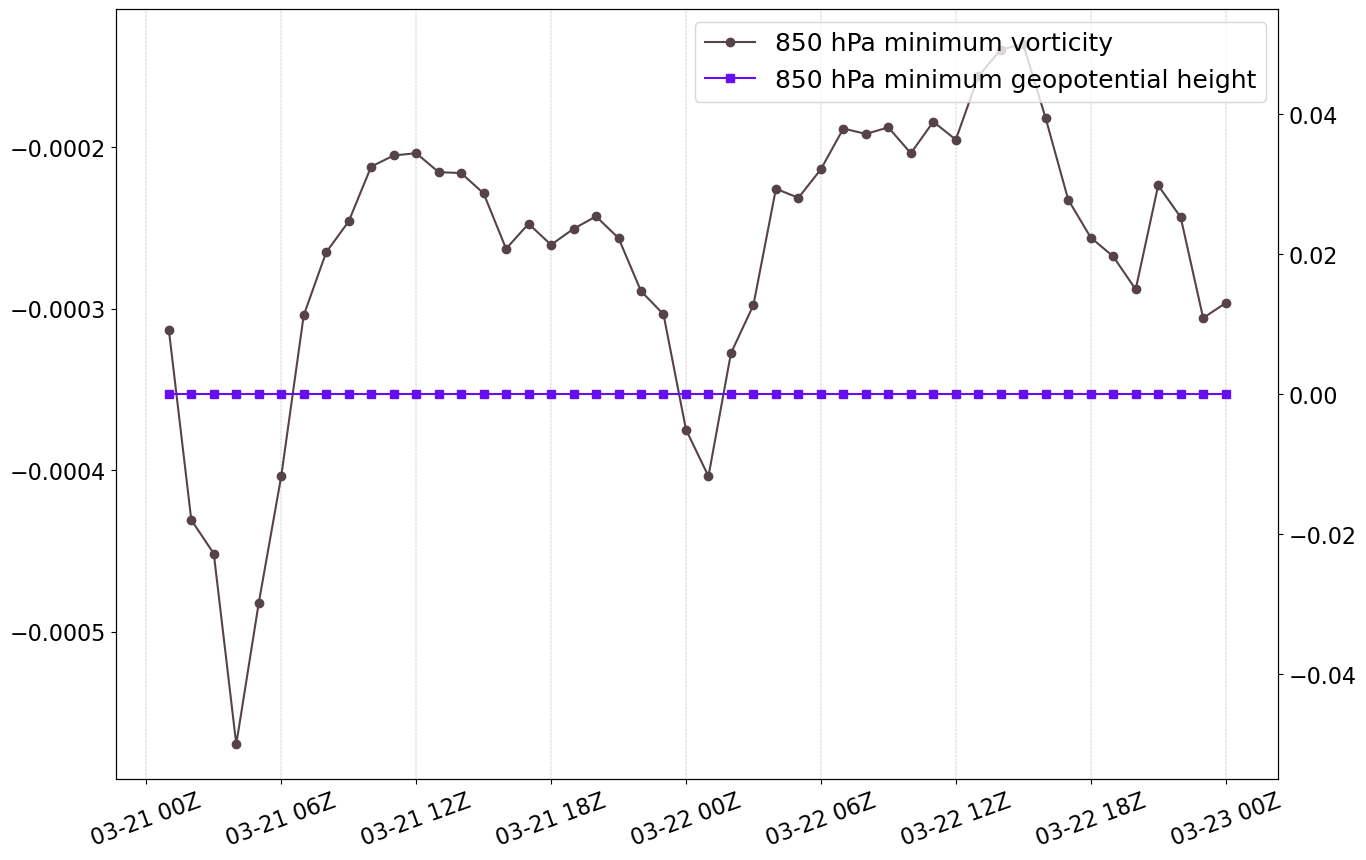 850 hPa minimum vorticity
850 hPa minimum geopotential height
−0.0002
−0.0003
−0.0004
−0.0005
0.04
0.02
0.00
−0.02
−0.04
03-21 00Z
03-21 06Z
03-21 12Z
03-21 18Z
03-22 00Z
03-22 06Z
03-22 12Z
03-22 18Z
03-23 00Z